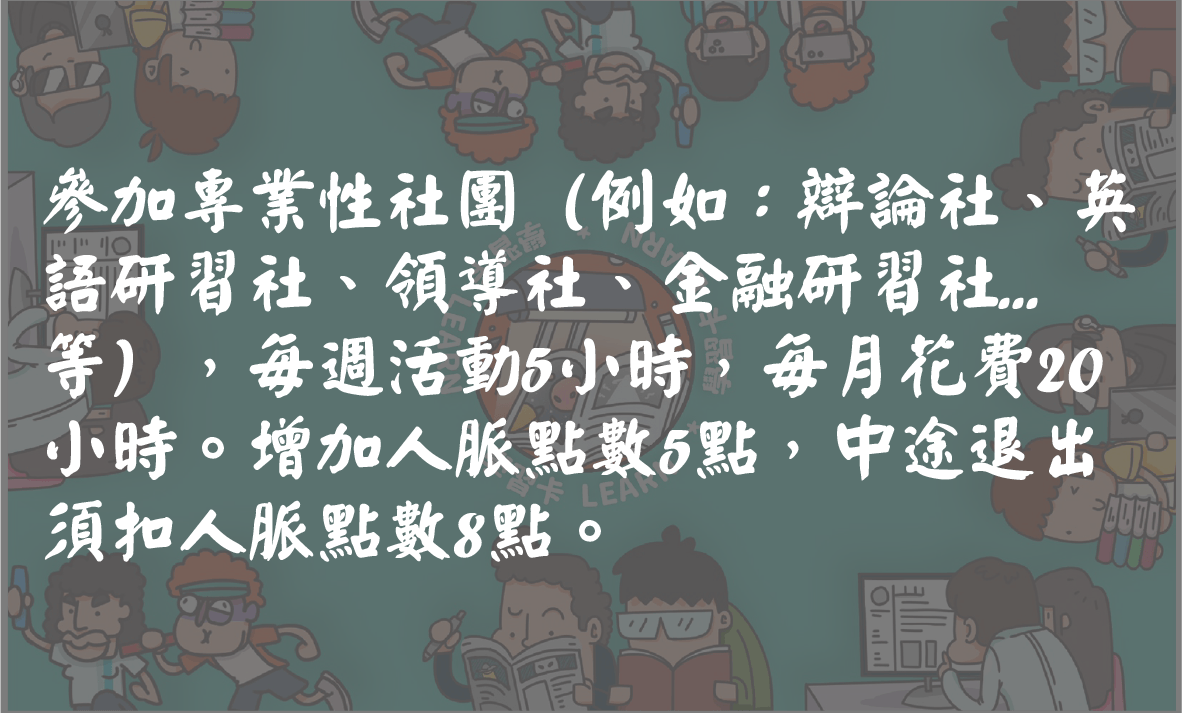 參加專業性社團（例如：辯論社、英
語研習社、領導社、金融研習社...
等），每週活動5小時，每月花費20
小時。增加人脈點數5點，中途退出
須扣人脈點數8點。
LEARN
LEARN
LEARN